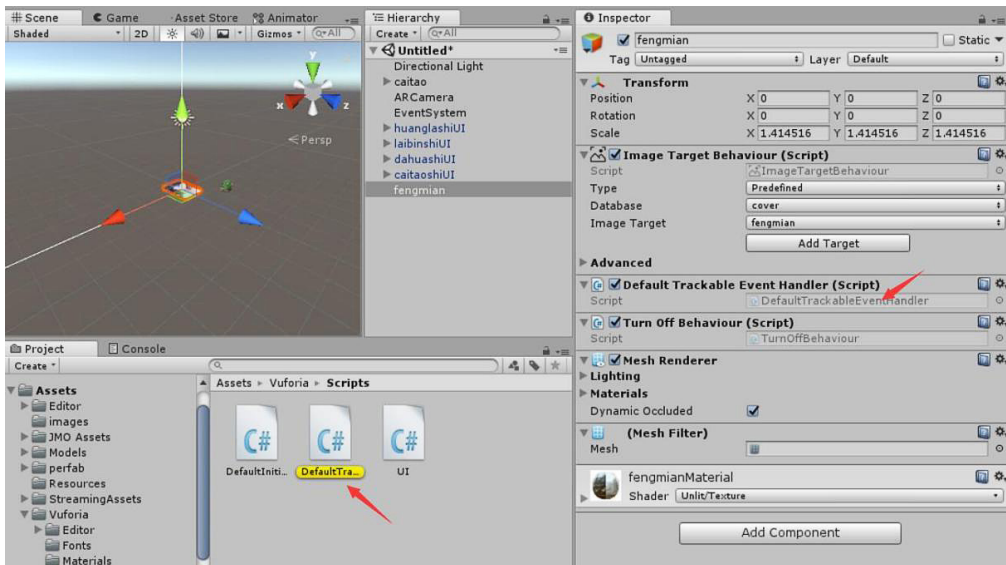 Scene
Game
Asset Store
Animator
Shaded
2D
Gizmos
All
y
x
z
Persp
Hierarchy
Create
All
Untitled*
Directional Light
caitao
ARCamera
EventSystem
huanglashiUI
laibinshiUI
dahuashiUI
caitaoshiUI
fengmian
Project
Console
Create
Assets
Editor
images
JMO Assets
Models
perfab
Resources
StreamingAssets
Vuforia
Editor
Fonts
Materials
Assets Vuforia Scripts
C#
C#
C#
DefaultIniti...
DefaultTra...
UI
Inspector
fengmian
Static
Tag Untagged
Layer Default
Transform
Position X 0 Y 0 Z 0
Rotation X 0 Y 0 Z 0
Scale X 1.414516 Y 1.414516 Z 1.414516
Image Target Behaviour (Script)
Script ImageTargetBehaviour
Type Predefined
Database cover
Image Target fengmian
Add Target
Advanced
Default Trackable Event Handler (Script)
Script DefaultTrackableEventHandler
Turn Off Behaviour (Script)
Script TurnOffBehaviour
Mesh Renderer
Lighting
Materials
Dynamic Occluded
(Mesh Filter)
Mesh
fengmianMaterial
Shader Unlit/Texture
Add Component